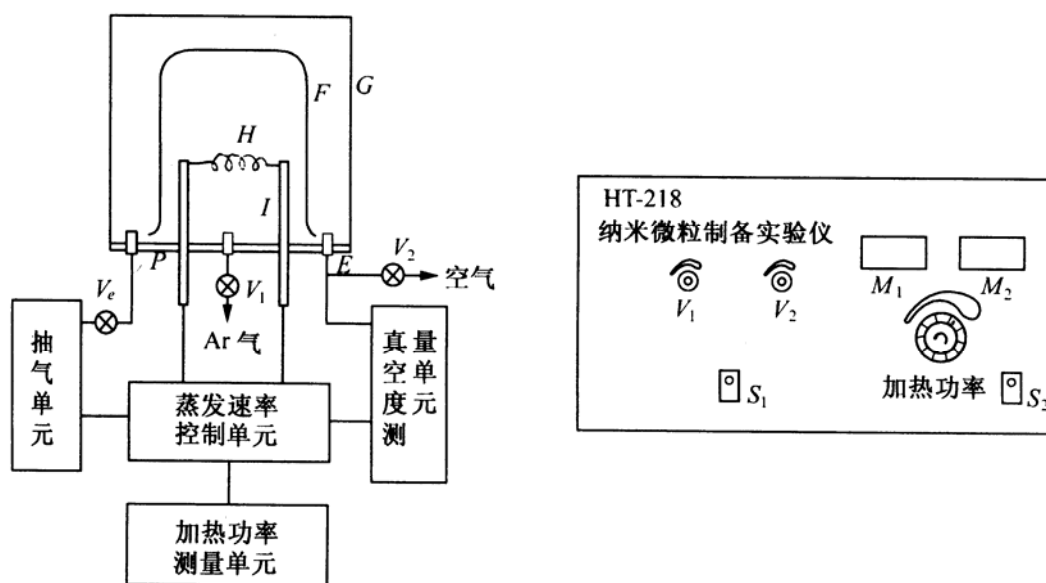 G
F
H
I
P
E
V₂
空气
Vₑ
V₁
Ar 气
抽气单元
真空度测
量单元
蒸发速率
控制单元
加热功率
测量单元
HT-218
纳米微粒制备实验仪
V₁
V₂
M₁
M₂
加热功率
S₁